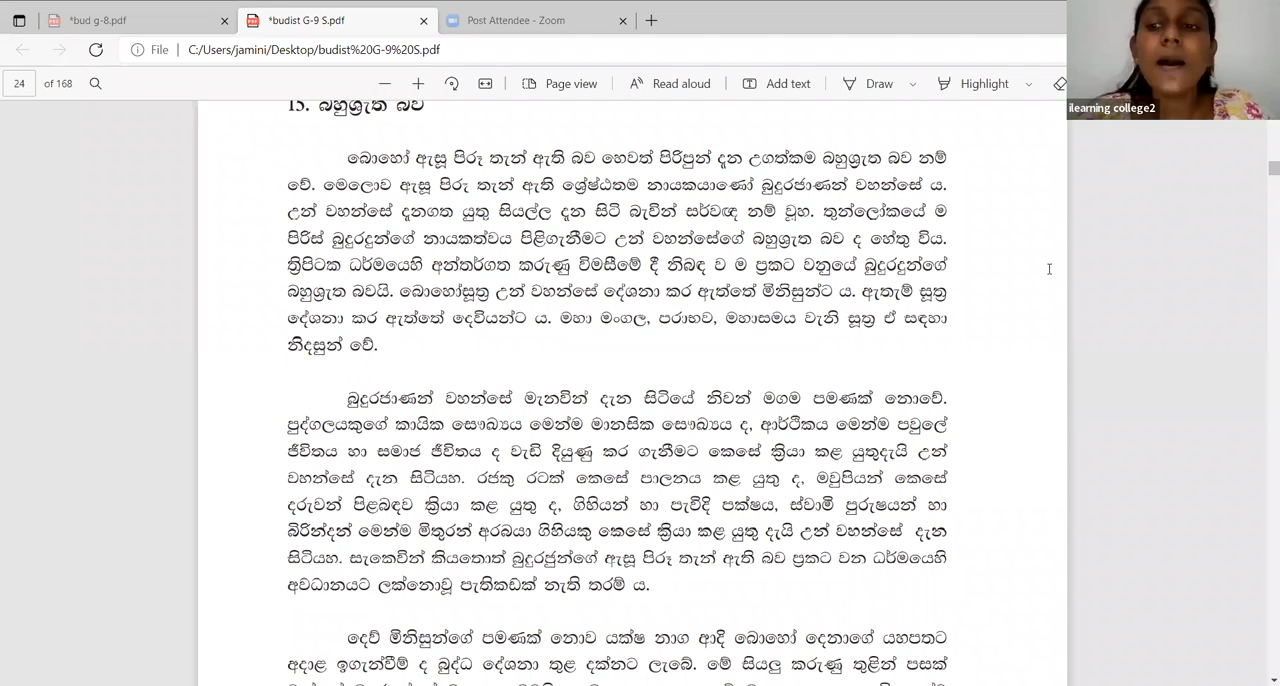 *bud g-8.pdf
*budist G-9 S.pdf
Post Attendee - Zoom
File
C:/Users/jamini/Desktop/budist%20G-9%20S.pdf
24 of 168
Page view
Read aloud
Add text
Draw
Highlight
ilearning college2
15. බහුශ්‍රැත බව
බොහෝ ඇසූ පිරූ තැන් ඇති බව හෙවත් පිරිපුන් දැන උගත්කම බහුශ්‍රැත බව නම්
වේ. මෙලොව ඇසූ පිරූ තැන් ඇති ශ්‍රේෂ්ඨතම නායකයාණෝ බුදුරජාණන් වහන්සේ ය.
උන් වහන්සේ දැනගත යුතු සියල්ල දැන සිටි බැවින් සර්වඥ නම් වූහ. තුන්ලෝකයේ ම
පිරිස් බුදුරදුන්ගේ නායකත්වය පිළිගැනීමට උන් වහන්සේගේ බහුශ්‍රැත බව ද හේතු විය.
ත්‍රිපිටක ධර්මයෙහි අන්තර්ගත කරුණු විමසීමේ දී නිබඳ ව ම ප්‍රකට වනුයේ බුදුරදුන්ගේ
බහුශ්‍රැත බවයි. බොහෝසූත්‍ර උන් වහන්සේ දේශනා කර ඇත්තේ මිනිසුන්ට ය. ඇතැම් සූත්‍ර
දේශනා කර ඇත්තේ දෙවියන්ට ය. මහා මංගල, පරාභව, මහාසමය වැනි සූත්‍ර ඒ සඳහා
නිදසුන් වේ.
බුදුරජාණන් වහන්සේ මැනවින් දැන සිටියේ නිවන් මගම පමණක් නොවේ.
පුද්ගලයකුගේ කායික සෞඛ්‍යය මෙන්ම මානසික සෞඛ්‍යය ද, ආර්ථිකය මෙන්ම පවුලේ
ජීවිතය හා සමාජ ජීවිතය ද වැඩි දියුණු කර ගැනීමට කෙසේ ක්‍රියා කළ යුතුදැයි උන්
වහන්සේ දැන සිටියහ. රජකු රටක් කෙසේ පාලනය කළ යුතු ද, මවුපියන් කෙසේ
දරුවන් පිළබඳව ක්‍රියා කළ යුතු ද, ගිහියන් හා පැවිදි පක්ෂය, ස්වාමි පුරුෂයන් හා
බිරින්දන් මෙන්ම මිතුරන් අරබයා ගිහියකු කෙසේ ක්‍රියා කළ යුතු දැයි උන් වහන්සේ දැන
සිටියහ. සැකෙවින් කියතොත් බුදුරජුන්ගේ ඇසූ පිරූ තැන් ඇති බව ප්‍රකට වන ධර්මයෙහි
අවධානයට ලක්නොවූ පැතිකඩක් නැති තරම් ය.
දෙව් මිනිසුන්ගේ පමණක් නොව යක්ෂ නාග ආදී බොහෝ දෙනාගේ යහපතට
අදාළ ඉගැන්වීම් ද බුද්ධ දේශනා තුළ දක්නට ලැබේ. මේ සියලු කරුණු තුළින් පසක්